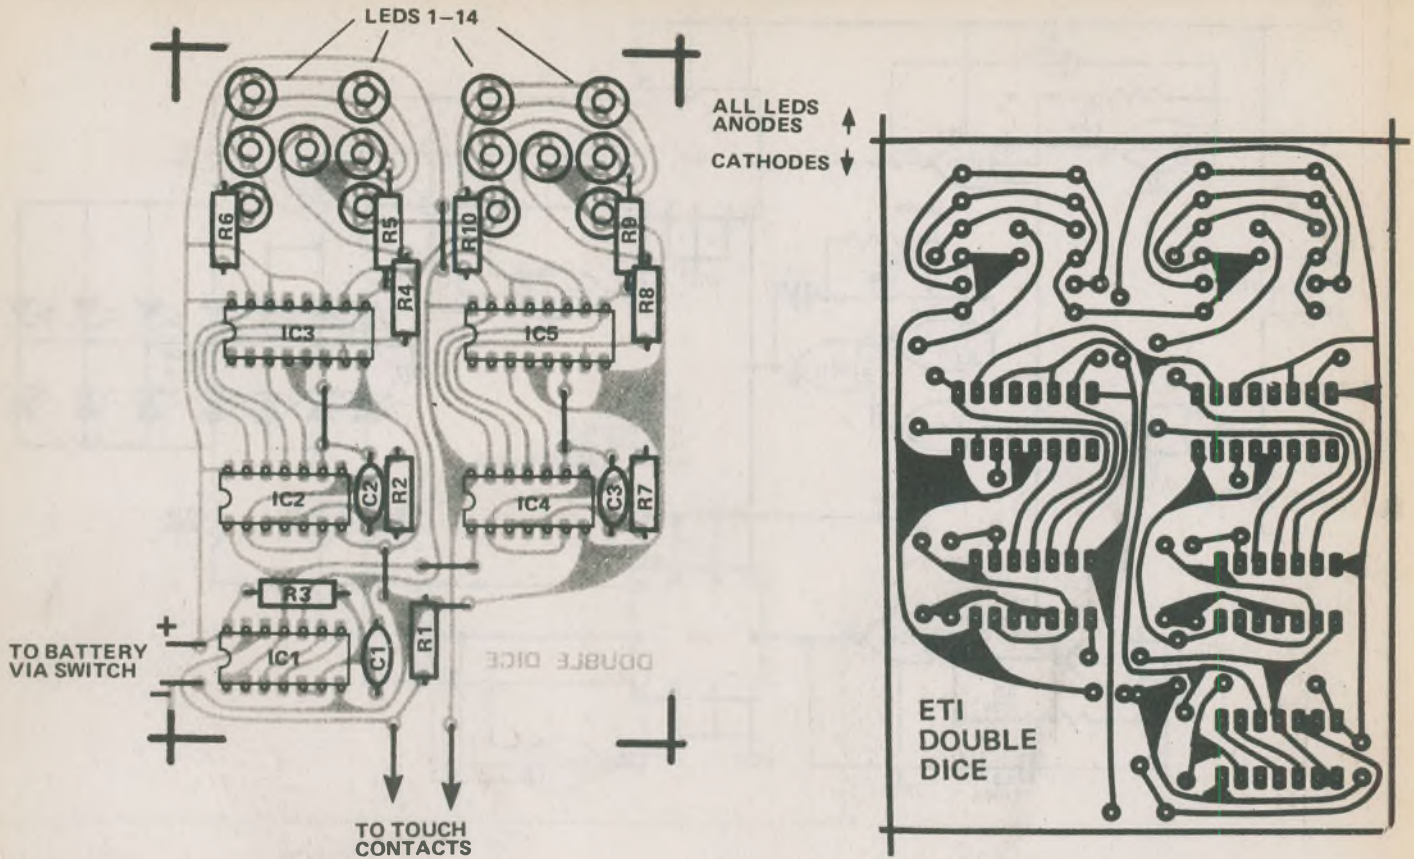 LEDS 1–14
ALL LEDS
ANODES
CATHODES
R6
R5
R10
R9
R4
R8
IC3
IC5
IC2
C2
R2
IC4
C3
R7
R3
IC1
C1
R1
+
TO BATTERY
VIA SWITCH
–
DOUBLE DICE
TO TOUCH
CONTACTS
ETI
DOUBLE
DICE